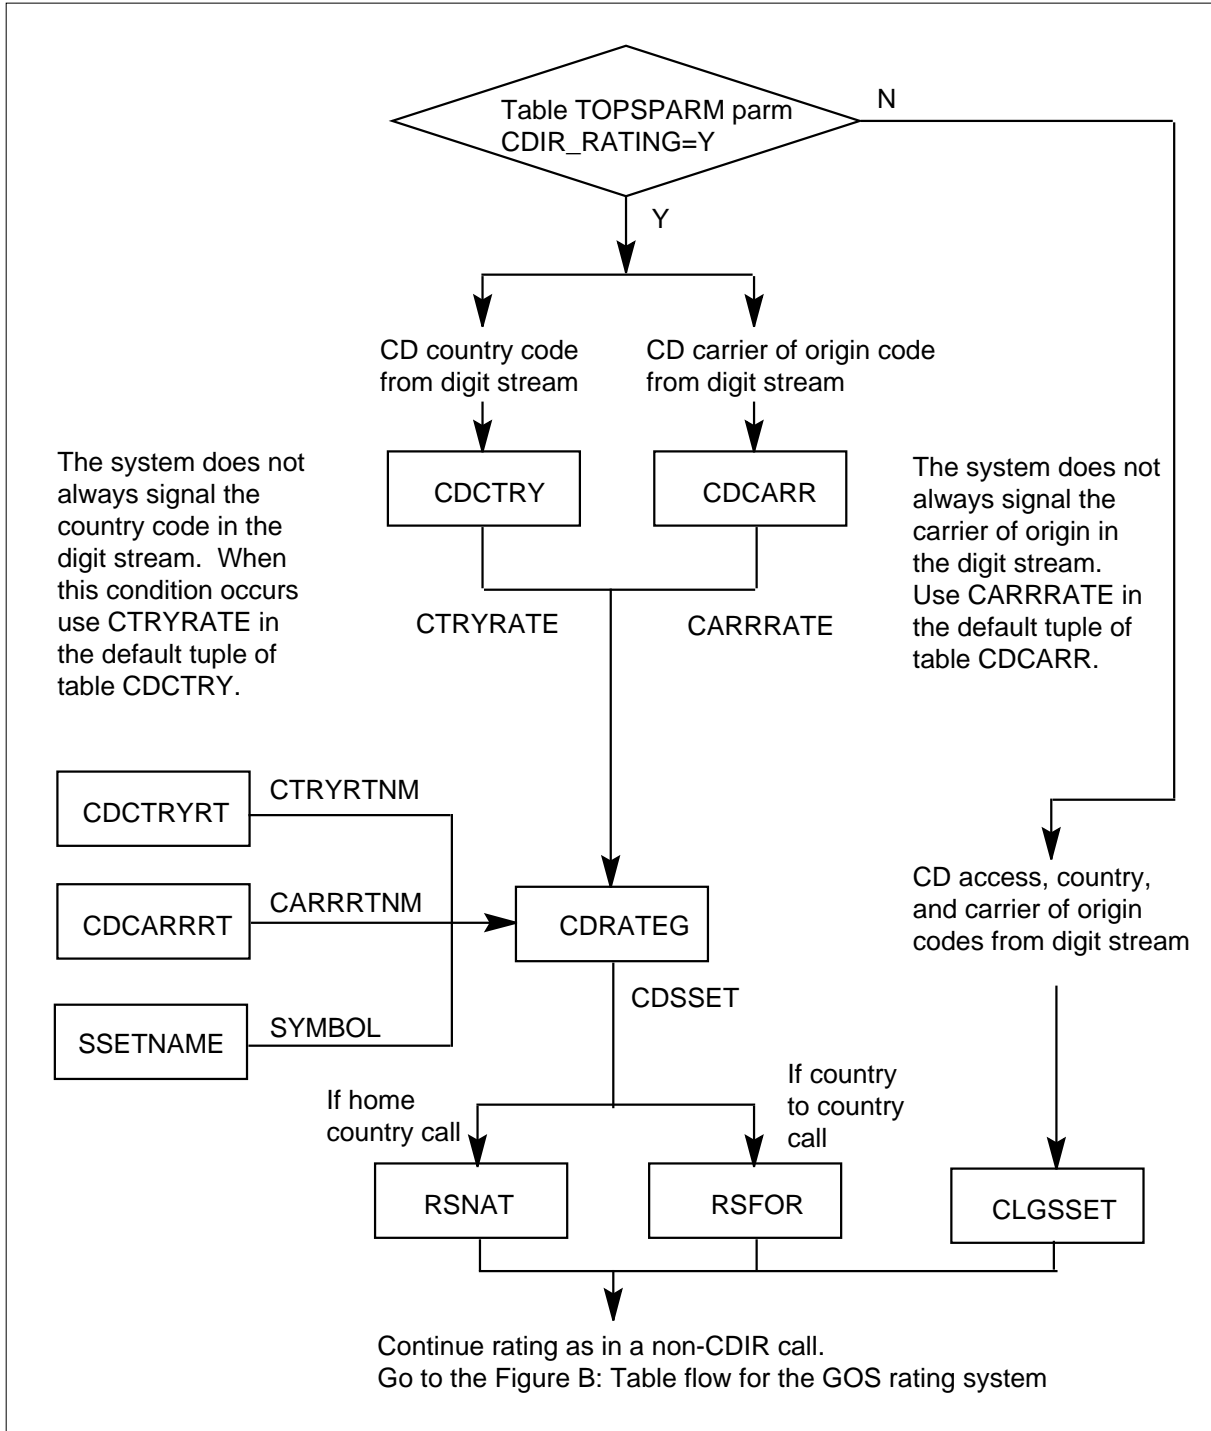 Table TOPSPARM parm
CDIR_RATING=Y
N
Y
CD country code
from digit stream
CD carrier of origin code
from digit stream
The system does not
always signal the
country code in the
digit stream.  When
this condition occurs
use CTRYRATE in
the default tuple of
table CDCTRY.
CDCTRY
CDCARR
The system does not
always signal the
carrier of origin in
the digit stream.
Use CARRRATE in
the default tuple of
table CDCARR.
CTRYRATE
CARRRATE
CDCTRYRT
CTRYRTNM
CDCARRRT
CARRRTNM
CDRATEG
CD access, country,
and carrier of origin
codes from digit stream
SSETNAME
SYMBOL
CDSSET
If home
country call
If country
to country
call
RSNAT
RSFOR
CLGSSET
Continue rating as in a non-CDIR call.
Go to the Figure B: Table flow for the GOS rating system